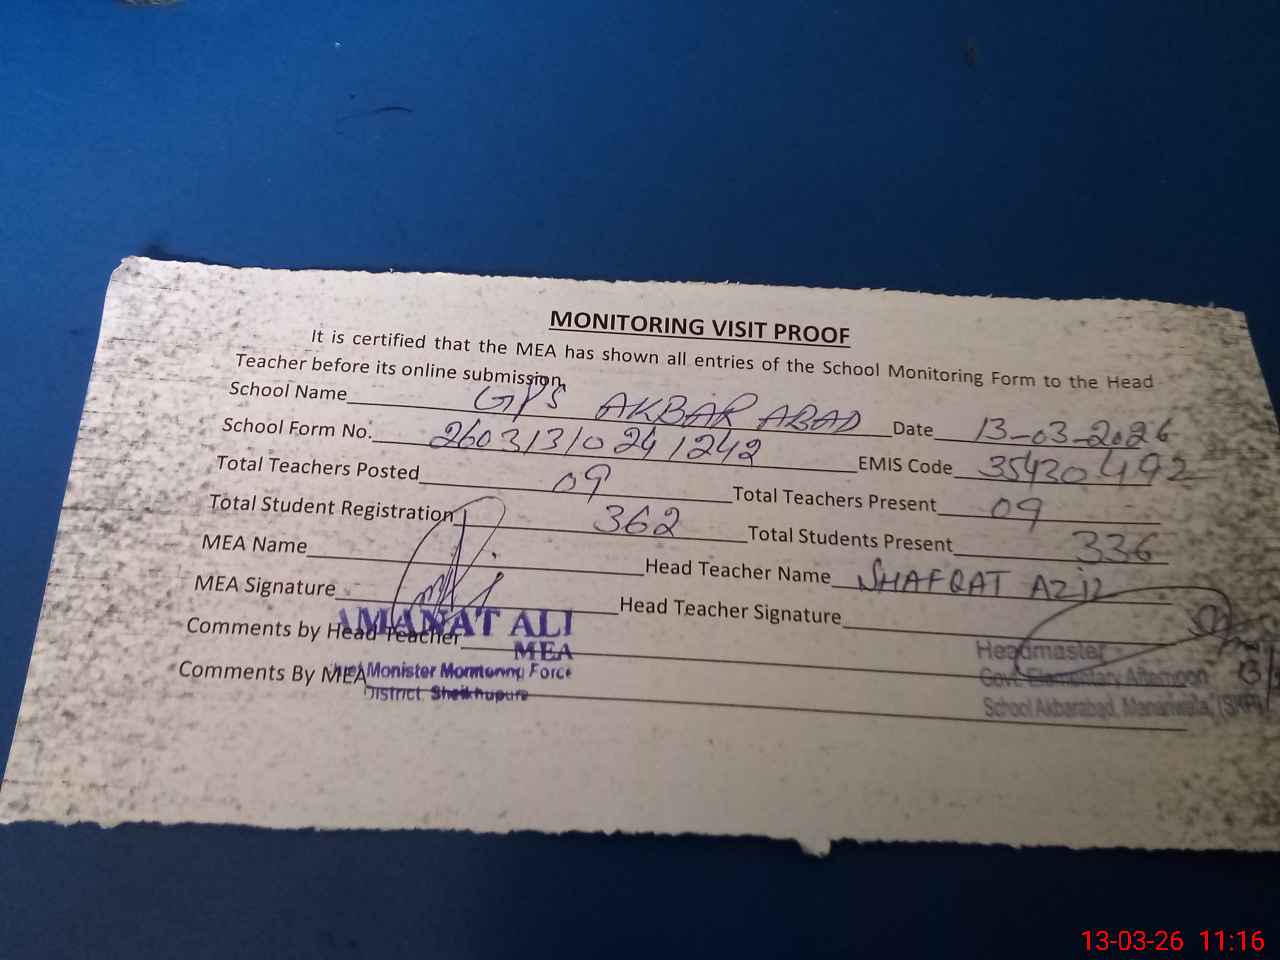 MONITORING VISIT PROOF
It is certified that the MEA has shown all entries of the School Monitoring Form to the Head
Teacher before its online submission.
School Name GPS AKBAR ABAD Date 13-03-2026
School Form No. 2603131024 1242 EMIS Code 35420492
Total Teachers Posted 09 Total Teachers Present 09
Total Student Registration 362 Total Students Present 336
MEA Name Head Teacher Name SHAFQAT AZIZ
MEA Signature Head Teacher Signature
AMANAT ALI
Comments by Head Teacher
MEA
Headmaster
Comments By MEA
Monitoring Force
Govt. Elementary Afternoon
District Sheikhupura
School Akbarabad, Mananwala, (SKP)
13-03-26 11:16